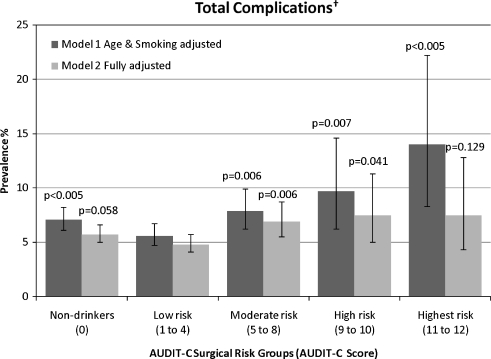 Total Complications†
25
20
15
10
5
0
Prevalence %
Model 1 Age & Smoking adjusted
Model 2 Fully adjusted
p<0.005
p=0.058
p=0.006
p=0.006
p=0.007
p=0.041
p<0.005
p=0.129
Non-drinkers
(0)
Low risk
(1 to 4)
Moderate risk
(5 to 8)
High risk
(9 to 10)
Highest risk
(11 to 12)
AUDIT-C Surgical Risk Groups (AUDIT-C Score)